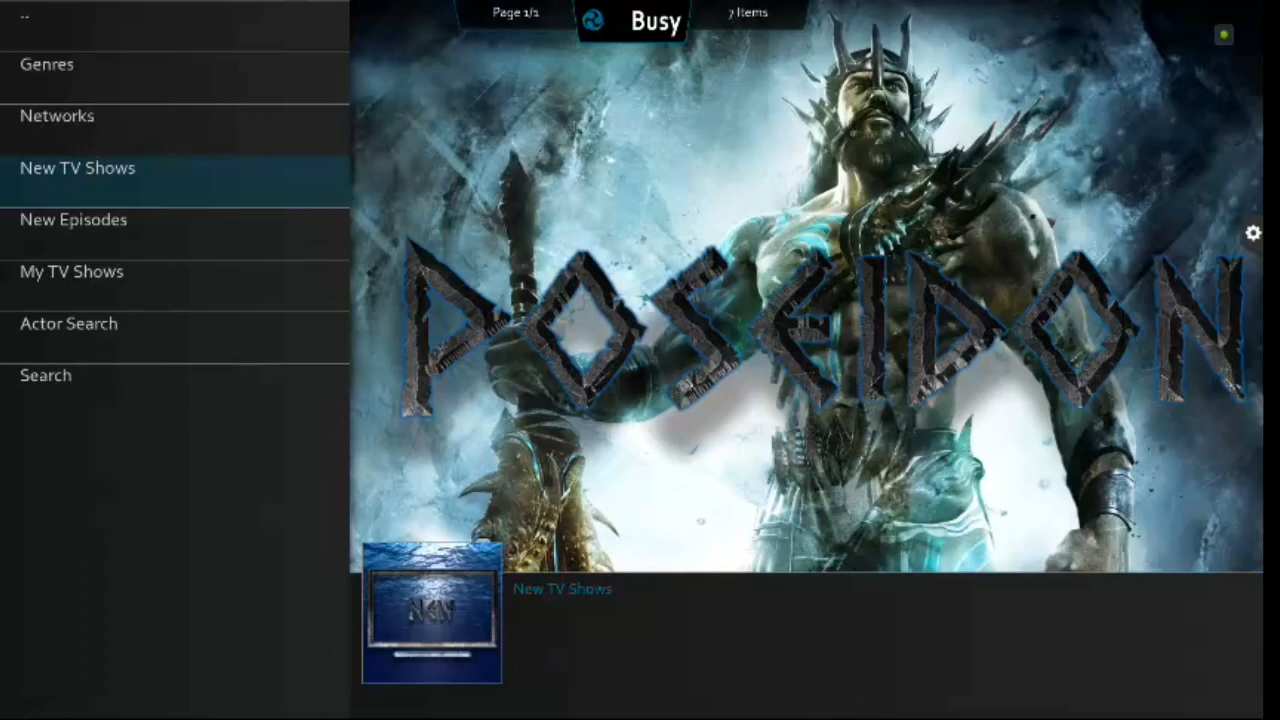 ..
Page 1/1
Busy
7 Items
Genres
Networks
New TV Shows
New Episodes
My TV Shows
Actor Search
Search
POSEIDON
NEW
New TV Shows